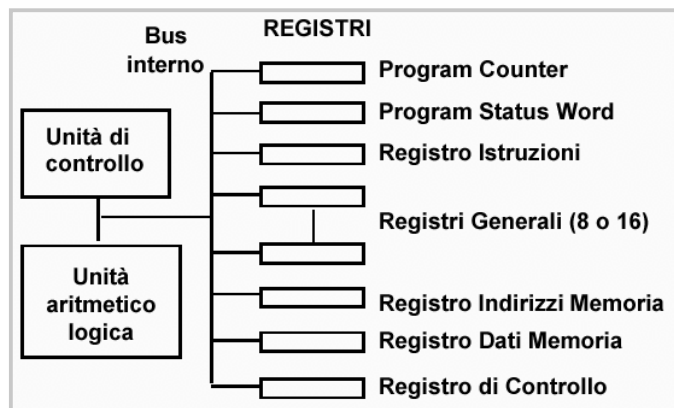 Bus
interno
REGISTRI
Program Counter
Program Status Word
Unità di
controllo
Registro Istruzioni
Registri Generali (8 o 16)
Unità
aritmetico
logica
Registro Indirizzi Memoria
Registro Dati Memoria
Registro di Controllo